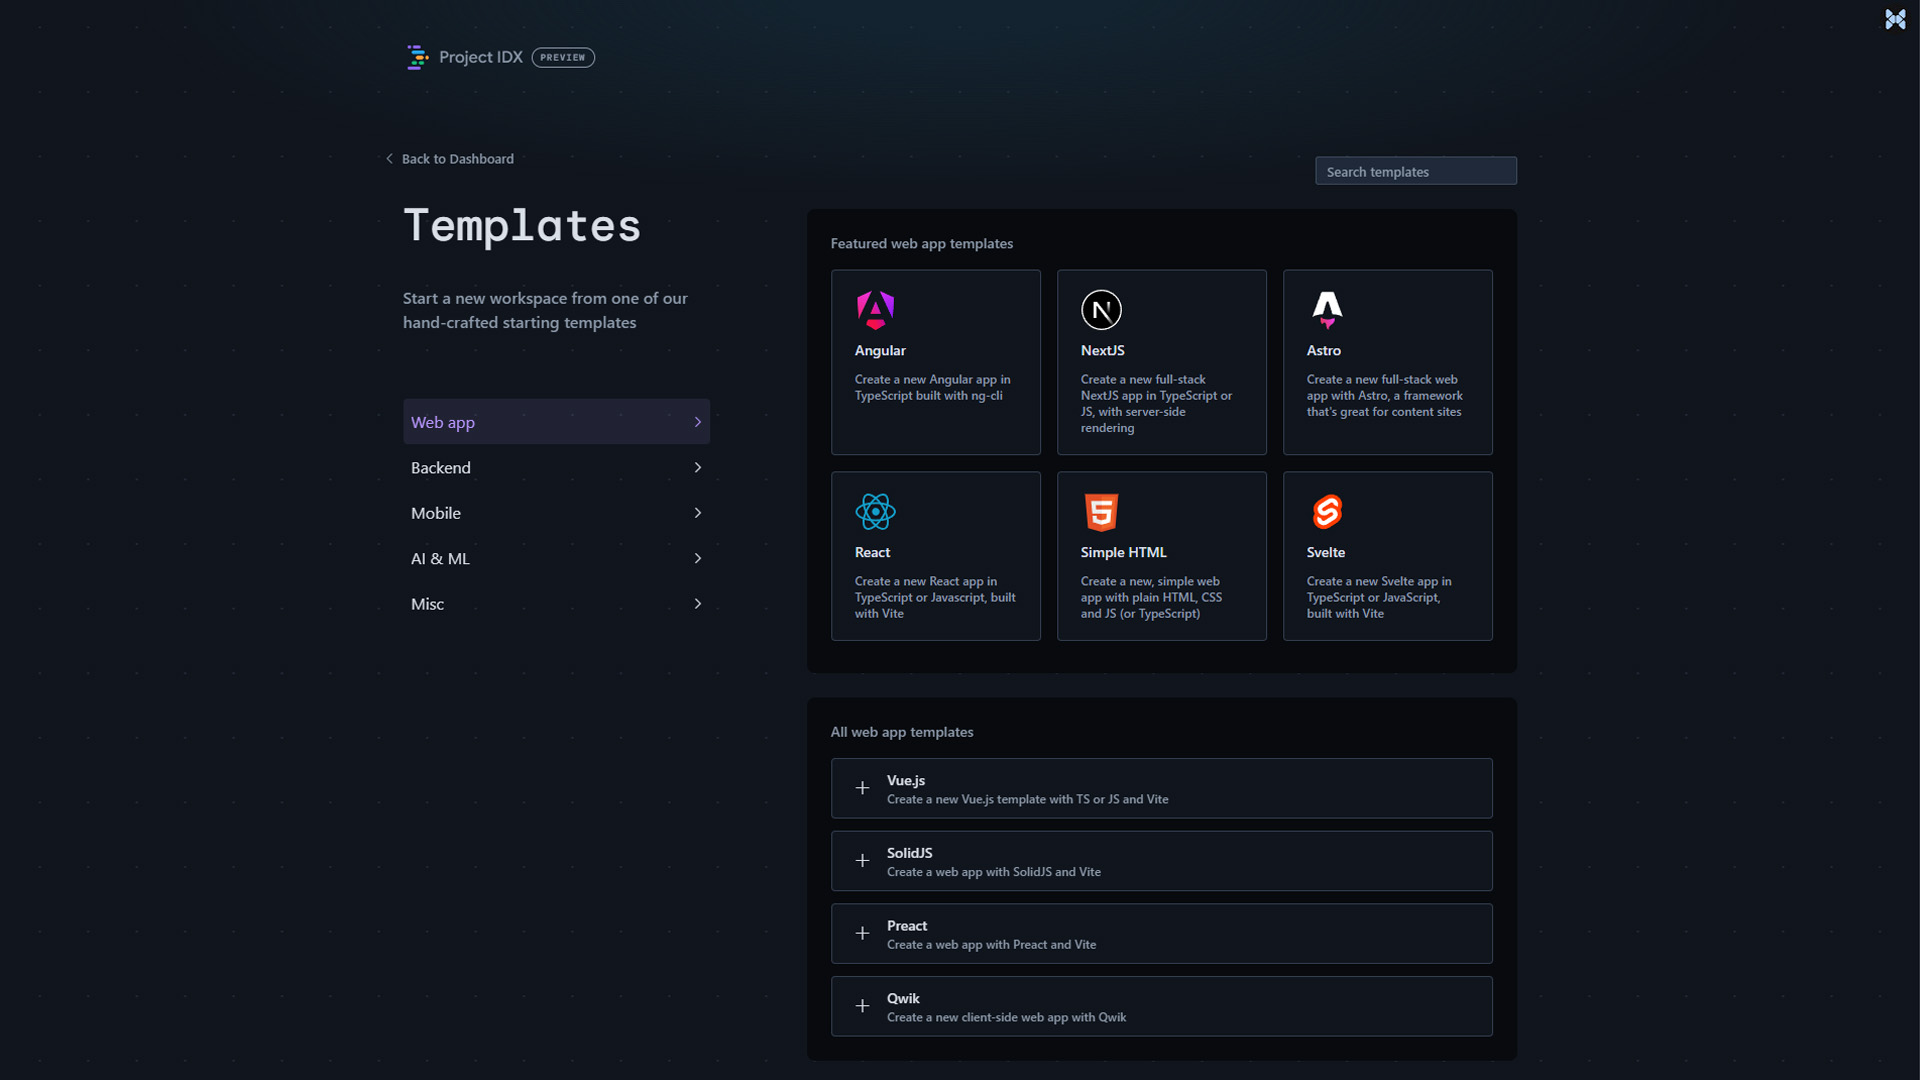 Project IDX PREVIEW
Back to Dashboard
Search templates
Templates
Start a new workspace from one of our
hand-crafted starting templates
Web app
Backend
Mobile
AI & ML
Misc
Featured web app templates
Angular
Create a new Angular app in
TypeScript built with ng-cli
NextJS
Create a new full-stack
NextJS app in TypeScript or
JS, with server-side
rendering
Astro
Create a new full-stack web
app with Astro, a framework
that's great for content sites
React
Create a new React app in
TypeScript or Javascript, built
with Vite
Simple HTML
Create a new, simple web
app with plain HTML, CSS
and JS (or TypeScript)
Svelte
Create a new Svelte app in
TypeScript or JavaScript,
built with Vite
All web app templates
Vue.js
Create a new Vue.js template with TS or JS and Vite
SolidJS
Create a web app with SolidJS and Vite
Preact
Create a web app with Preact and Vite
Qwik
Create a new client-side web app with Qwik